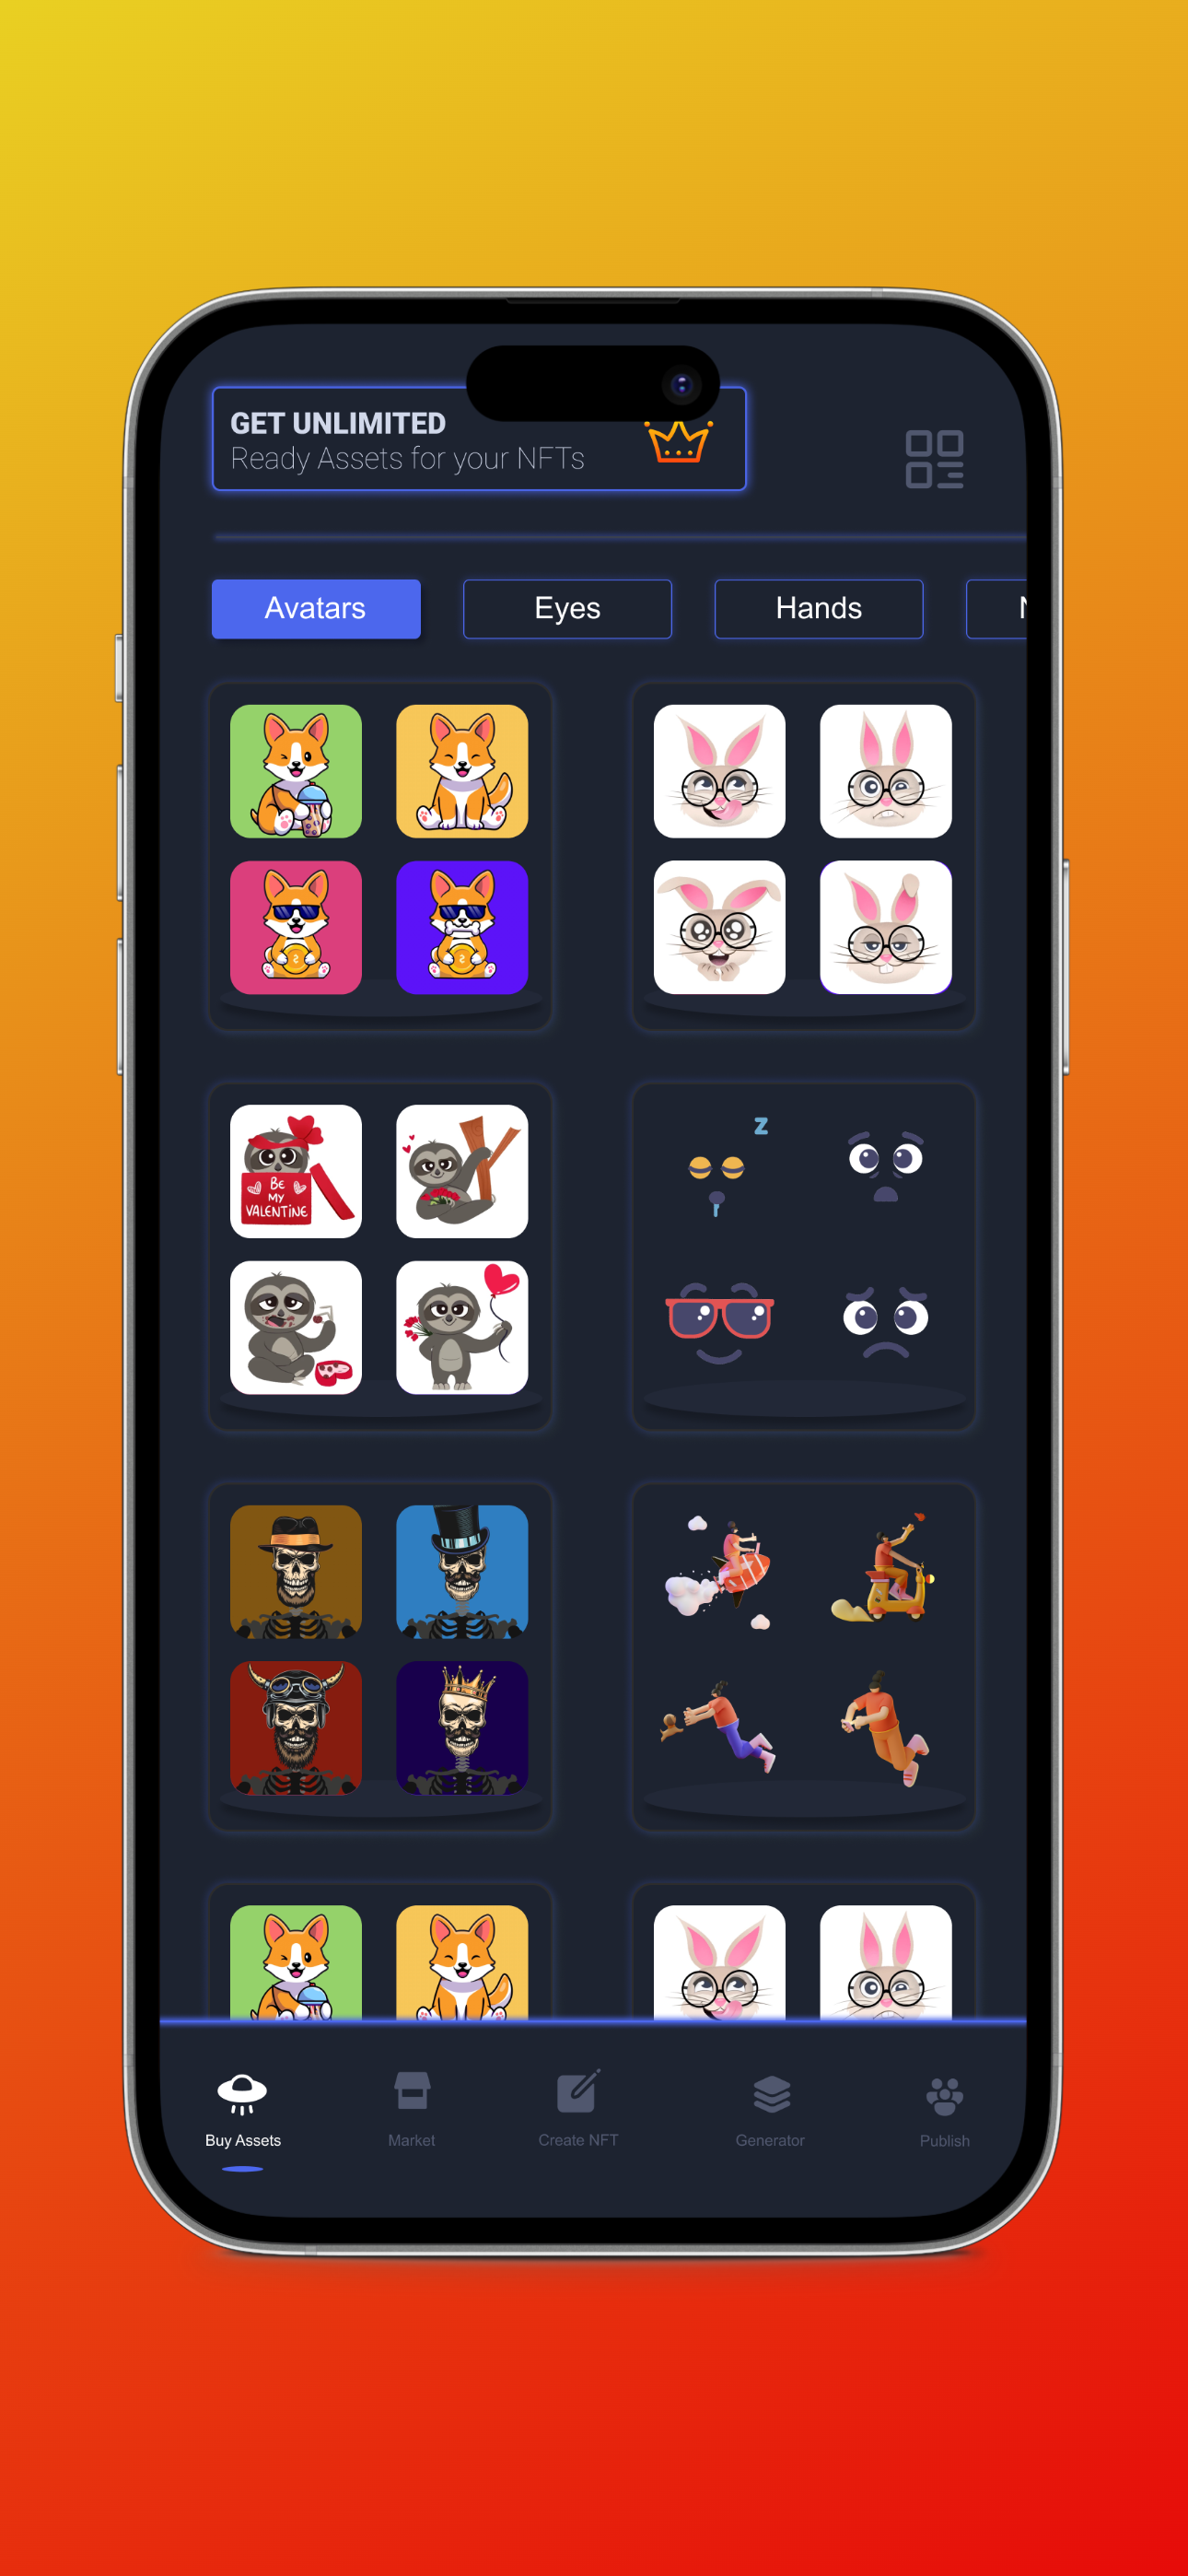 GET UNLIMITED
Ready Assets for your NFTs
Avatars
Eyes
Hands
Z
BE
MY
VALENTINE
Buy Assets
Market
Create NFT
Generator
Publish